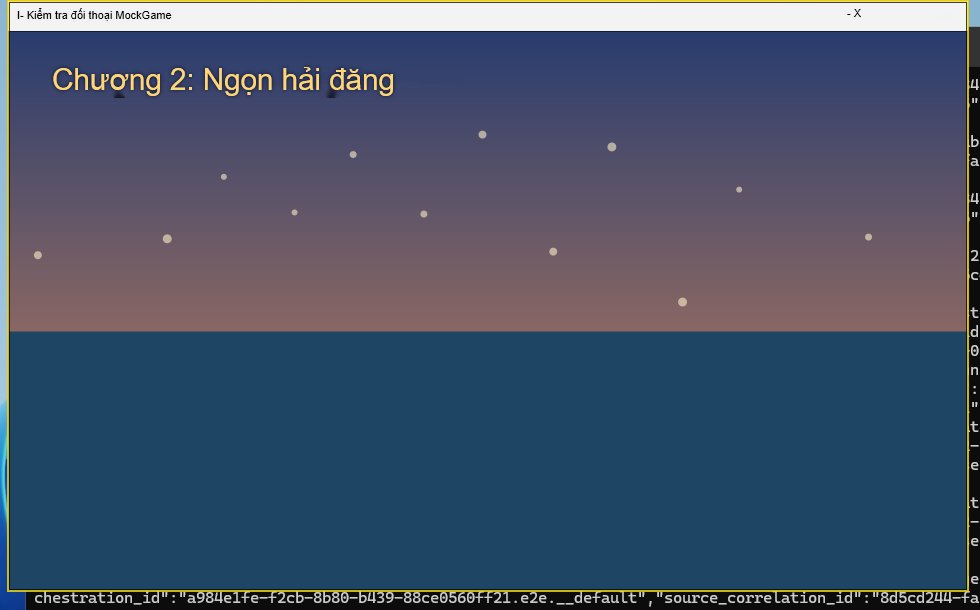 I- Kiểm tra đối thoại MockGame
- X
Chương 2: Ngọn hải đăng
chestration_id":"a984e1fe-f2cb-8b80-b439-88ce0560ff21.e2e.__default","source_correlation_id":"8d5cd244-fa